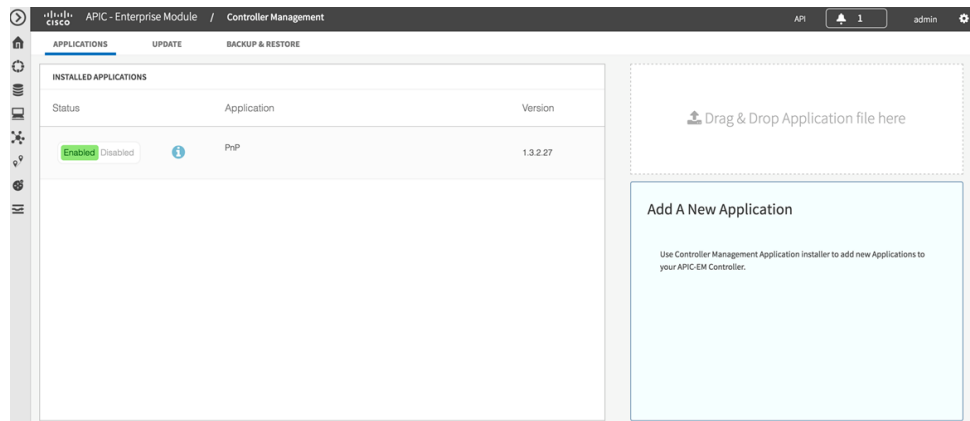 CISCO APIC - Enterprise Module / Controller Management API 1 admin
APPLICATIONS UPDATE BACKUP & RESTORE
INSTALLED APPLICATIONS
Status Application Version
Enabled Disabled PnP 1.3.2.27
Drag & Drop Application file here
Add A New Application
Use Controller Management Application installer to add new Applications to
your APIC-EM Controller.